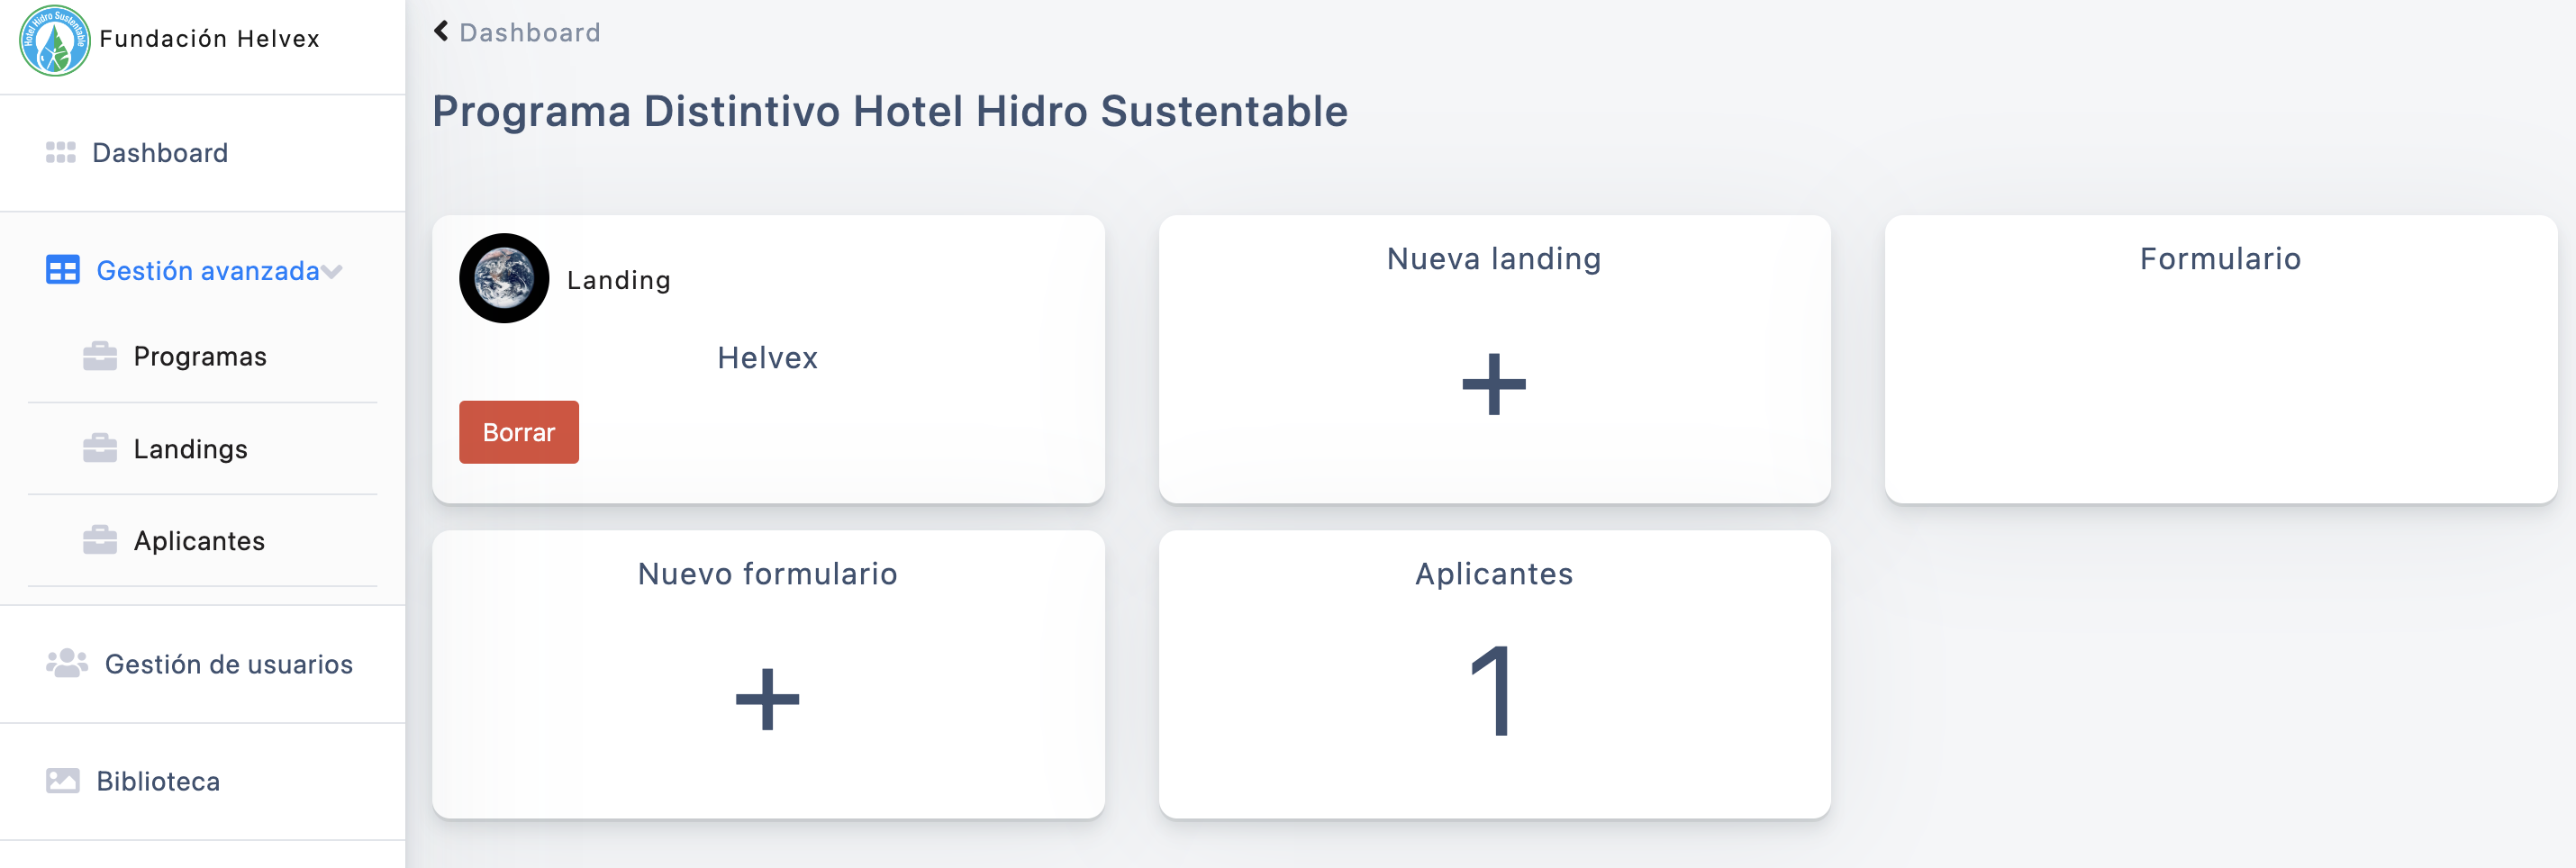 Hotel Hidro Sustentable
Fundación Helvex
Dashboard
Gestión avanzada
Programas
Landings
Aplicantes
Gestión de usuarios
Biblioteca
Dashboard
Programa Distintivo Hotel Hidro Sustentable
Landing
Helvex
Borrar
Nueva landing
+
Formulario
Nuevo formulario
+
Aplicantes
1